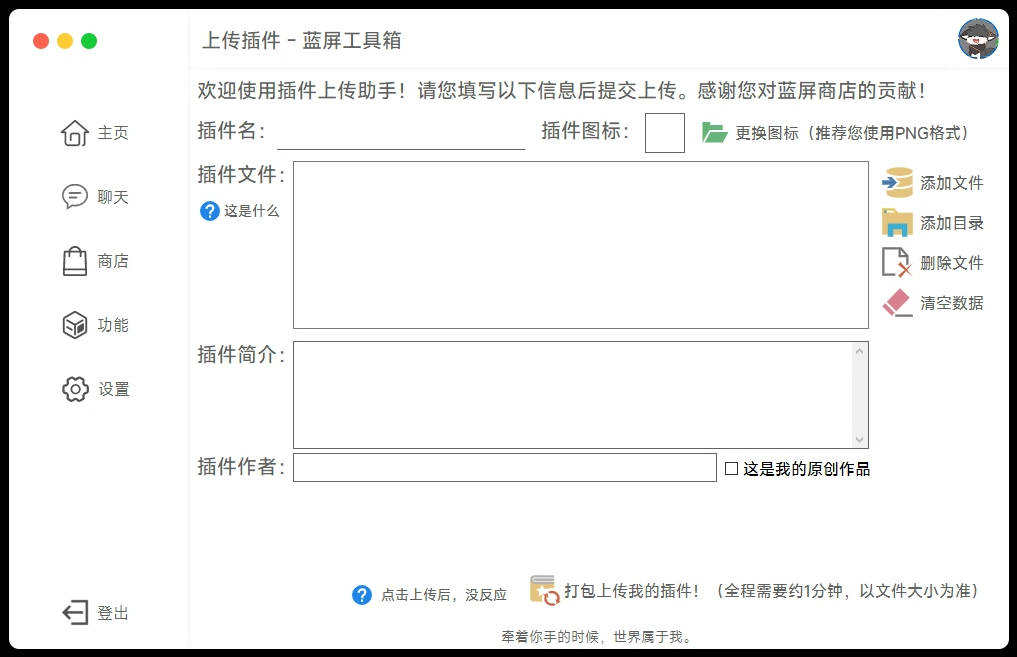 上传插件 - 蓝屏工具箱
欢迎使用插件上传助手！请您填写以下信息后提交上传。感谢您对蓝屏商店的贡献！
主页
聊天
商店
功能
设置
登出
插件名：
插件图标：
更换图标（推荐您使用PNG格式）
插件文件：
这是什么
添加文件
添加目录
删除文件
清空数据
插件简介：
插件作者：
这是我的原创作品
点击上传后，没反应
打包上传我的插件！（全程需要约1分钟，以文件大小为准）
牵着你手的时候，世界属于我。